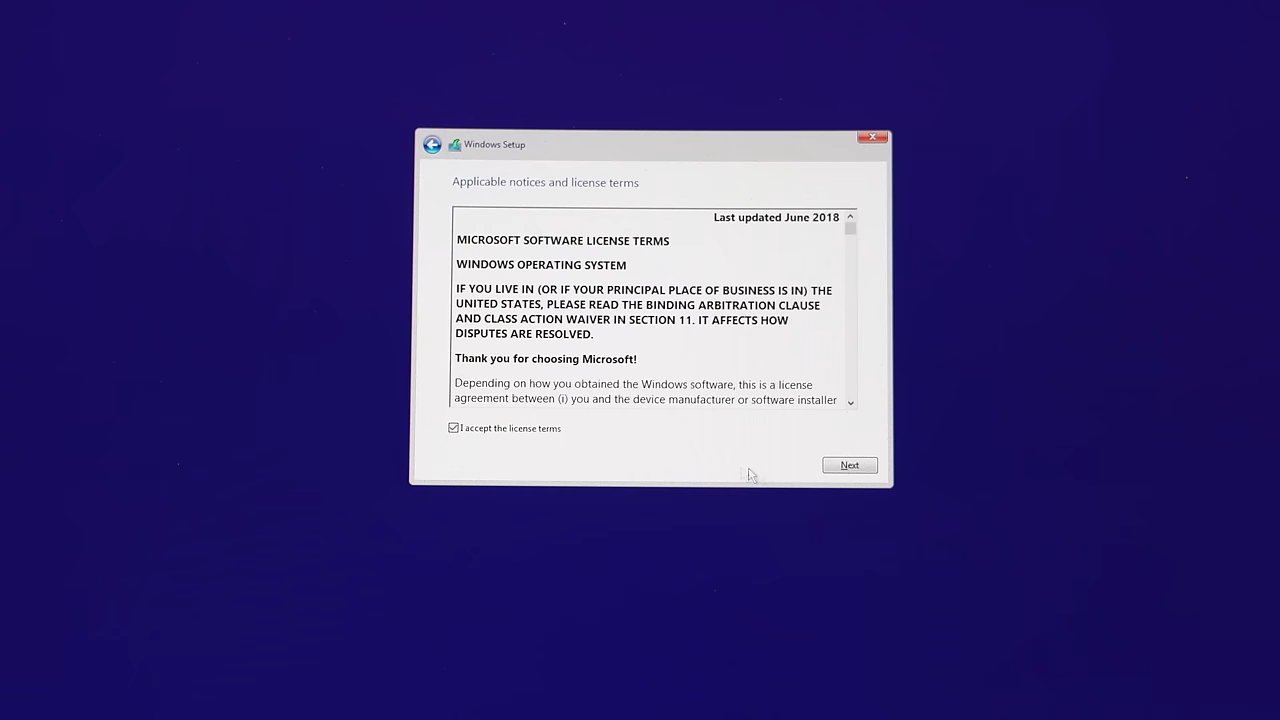 Windows Setup
Applicable notices and license terms
Last updated June 2018
MICROSOFT SOFTWARE LICENSE TERMS
WINDOWS OPERATING SYSTEM
IF YOU LIVE IN (OR IF YOUR PRINCIPAL PLACE OF BUSINESS IS IN) THE
UNITED STATES, PLEASE READ THE BINDING ARBITRATION CLAUSE
AND CLASS ACTION WAIVER IN SECTION 11. IT AFFECTS HOW
DISPUTES ARE RESOLVED.
Thank you for choosing Microsoft!
Depending on how you obtained the Windows software, this is a license
agreement between (i) you and the device manufacturer or software installer
I accept the license terms
Next